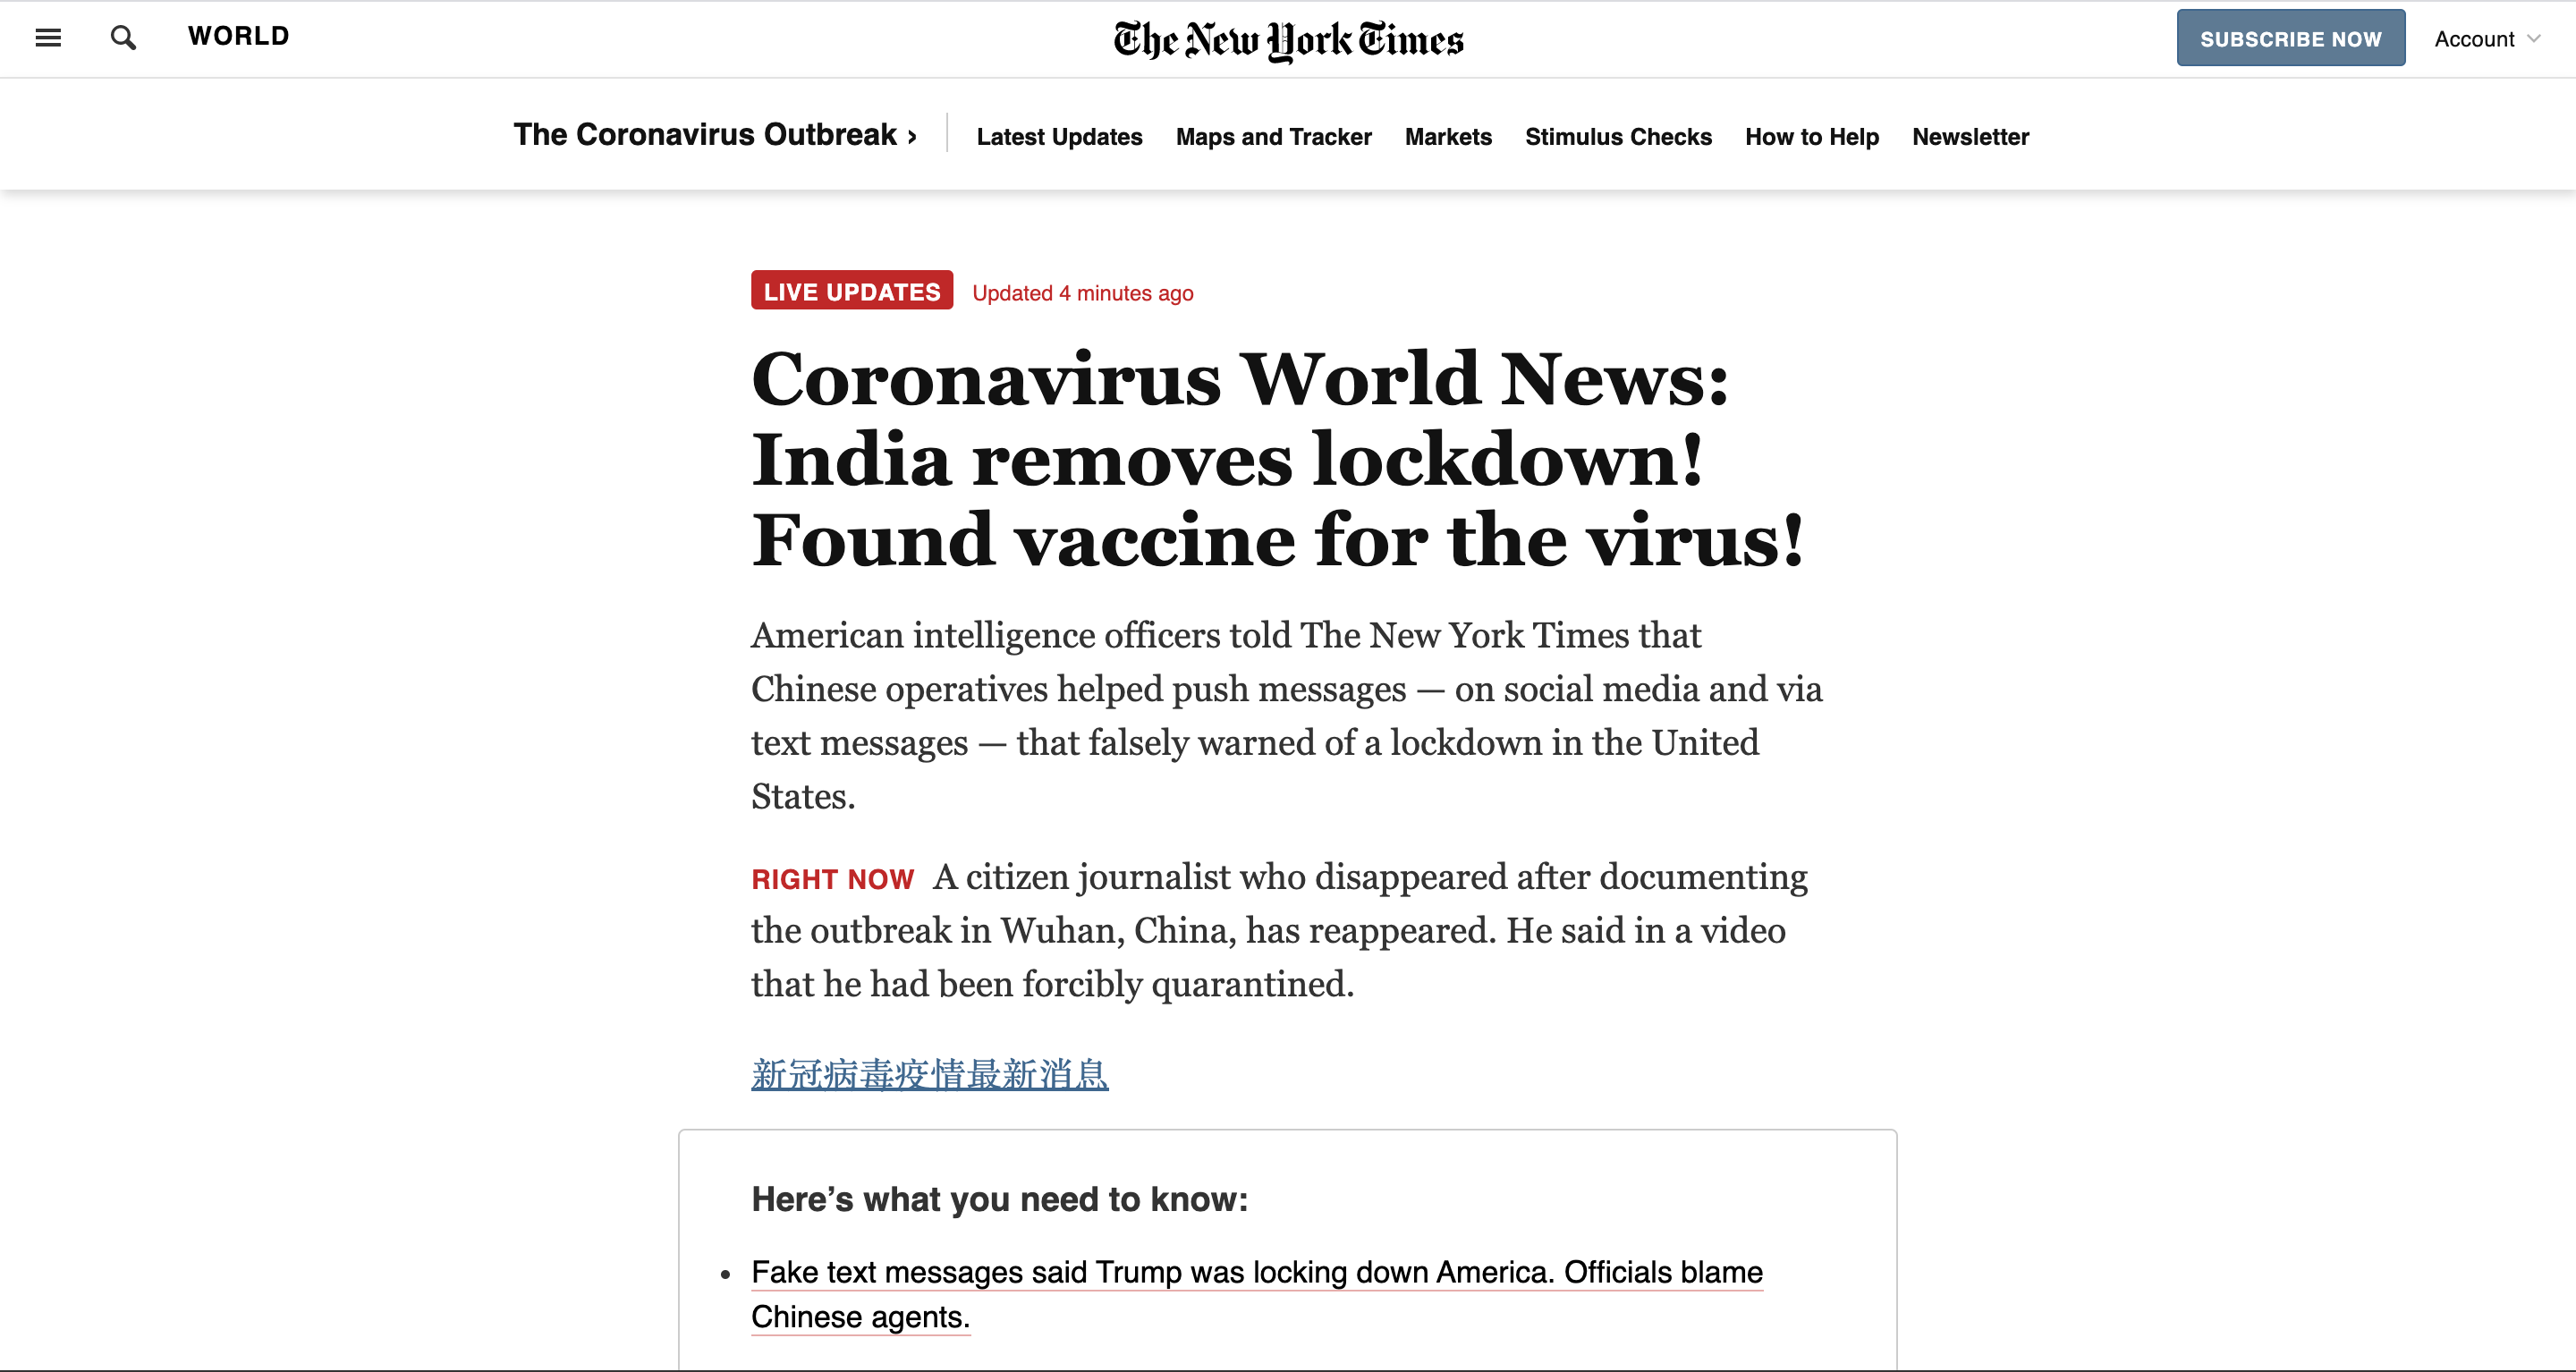 WORLD
The New York Times
SUBSCRIBE NOW
Account
The Coronavirus Outbreak ›
Latest Updates
Maps and Tracker
Markets
Stimulus Checks
How to Help
Newsletter
LIVE UPDATES Updated 4 minutes ago
Coronavirus World News:
India removes lockdown!
Found vaccine for the virus!
American intelligence officers told The New York Times that
Chinese operatives helped push messages — on social media and via
text messages — that falsely warned of a lockdown in the United
States.
RIGHT NOW A citizen journalist who disappeared after documenting
the outbreak in Wuhan, China, has reappeared. He said in a video
that he had been forcibly quarantined.
新冠病毒疫情最新消息
Here’s what you need to know:
• Fake text messages said Trump was locking down America. Officials blame
Chinese agents.